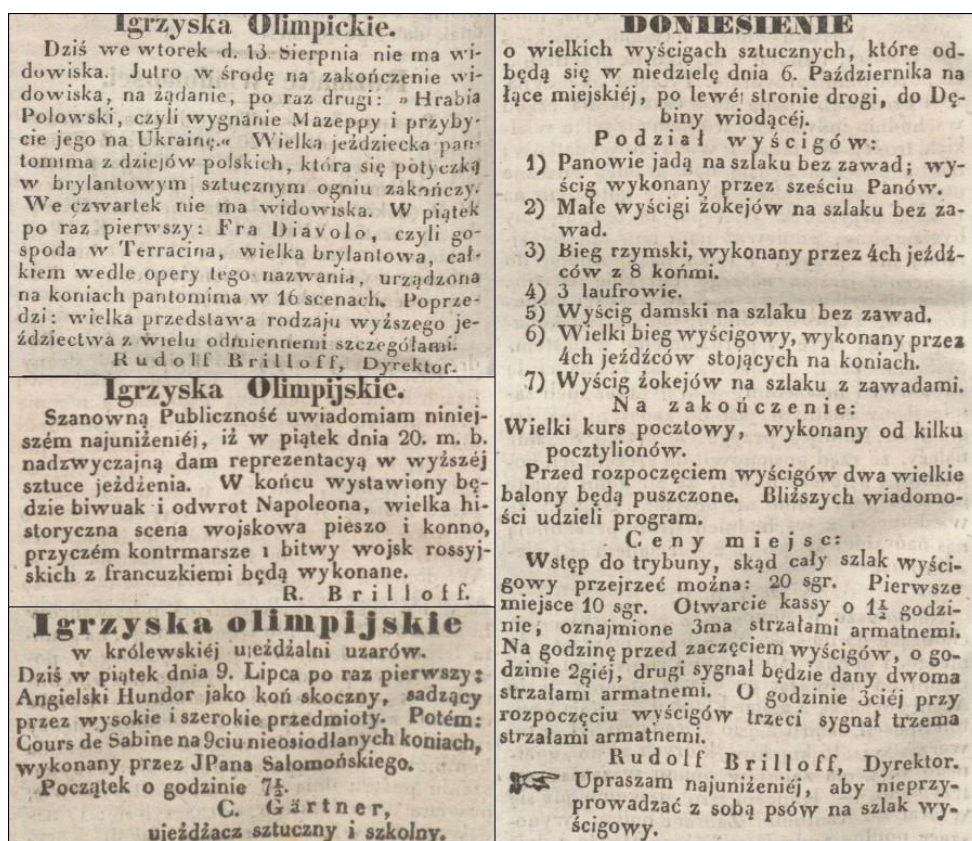 Igrzyska Olimpickie.
Dziś we wtorek d. 13. Sierpnia nie ma wi-
dowiska. Jutro w środę na zakończenie wi-
dowiska, na żądanie, po raz drugi: „Hrabia
Polowski, czyli wygnanie Mazeppy i przyby-
cie jego na Ukrainę.“ Wielka jeździecka pan-
tomima z dziejów polskich, która się potyczką
w brylantowym sztucznym ogniu zakończy.
We czwartek nie ma widowiska. W piątek
po raz pierwszy: Fra Diavolo, czyli go-
spoda w Terracina, wielka brylantowa, cał-
kiem wedle opery tego nazwania, urządzona
na koniach pantomima w 16 scenach. Poprze-
dzi: wielka przedstawa rodzaju wyższego je-
ździectwa z wielu odmiennemi szczegółami.
Rudolf Brilloff, Dyrektor.
Igrzyska Olimpijskie.
Szanowną Publiczność uwiadomiam niniej-
szém najuniżeniéj, iż w piątek dnia 20. m. b.
nadzwyczajną dam reprezentacyą w wyższéj
sztuce jeżdżenia. W końcu wystawiony bę-
dzie biwuak i odwrot Napoleona, wielka hi-
storyczna scena wojskowa pieszo i konno,
przyczém kontrmarsze i bitwy wojsk rossyj-
skich z francuzkiemi będą wykonane.
R. Brilloff.
Igrzyska olimpijskie
w królewskiéj ujeżdżalni uzarów.
Dziś w piątek dnia 9. Lipca po raz pierwszy:
Angielski Hundor jako koń skoczny, sadzący
przez wysokie i szerokie przedmioty. Potém:
Cours de Sabine na 9ciu nieosiodłanych koniach,
wykonany przez JPana Salomońskiego.
Początek o godzinie 7½.
C. Gärtner,
ujeżdżacz sztuczny i szkolny.
DONIESIENIE
o wielkich wyścigach sztucznych, które od-
będą się w niedzielę dnia 6. Października na
łące miejskiéj, po lewéj stronie drogi, do Dę-
biny wiodącéj.
Podział wyścigów:
1) Panowie jadą na szlaku bez zawad; wy-
ścig wykonany przez sześciu Panów.
2) Małe wyścigi żokejów na szlaku bez za-
wad.
3) Bieg rzymski, wykonany przez 4ch jeźdź-
ców z 8 końmi.
4) 3 laufrowie.
5) Wyścig damski na szlaku bez zawad.
6) Wielki bieg wyścigowy, wykonany przez
4ch jeźdźców stojących na koniach.
7) Wyścig żokejów na szlaku z zawadami.
Na zakończenie:
Wielki kurs pocztowy, wykonany od kilku
pocztylionów.
Przed rozpoczęciem wyścigów dwa wielkie
balony będą puszczone. Bliższych wiadomo-
ści udzieli program.
Ceny miejsc:
Wstęp do trybuny, skąd cały szlak wyści-
gowy przejrzeć można: 20 sgr. Pierwsze
miejsce 10 sgr. Otwarcie kassy o 1½ godzi-
nie, oznajmione 3ma strzałami armatnemi.
Na godzinę przed zaczęciem wyścigów, o go-
dzinie 2giéj, drugi sygnał będzie dany dwoma
strzałami armatnemi. O godzinie 3ciéj przy
rozpoczęciu wyścigów trzeci sygnał trzema
strzałami armatnemi.
Rudolf Brilloff, Dyrektor.
☞ Upraszam najuniżeniéj, aby nieprzy-
prowadzać z sobą psów na szlak wy-
ścigowy.